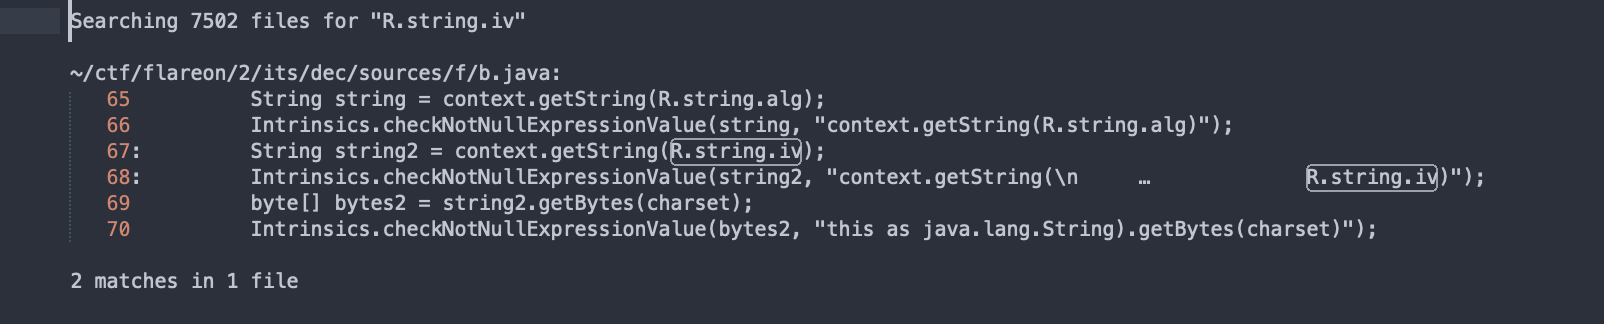 Searching 7502 files for "R.string.iv"
~/ctf/flareon/2/its/dec/sources/f/b.java:
65 String string = context.getString(R.string.alg);
66 Intrinsics.checkNotNullExpressionValue(string, "context.getString(R.string.alg)");
67: String string2 = context.getString(R.string.iv);
68: Intrinsics.checkNotNullExpressionValue(string2, "context.getString(\n … R.string.iv)");
69 byte[] bytes2 = string2.getBytes(charset);
70 Intrinsics.checkNotNullExpressionValue(bytes2, "this as java.lang.String).getBytes(charset)");
2 matches in 1 file